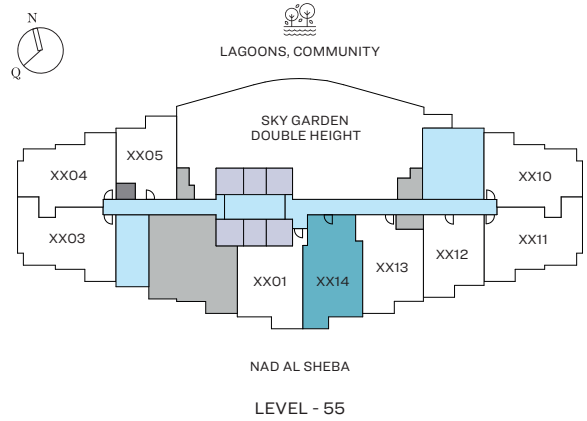 N
Q
LAGOONS, COMMUNITY
SKY GARDEN
DOUBLE HEIGHT
XX05
XX04
XX10
XX03
XX11
XX12
XX13
XX01
XX14
NAD AL SHEBA
LEVEL - 55